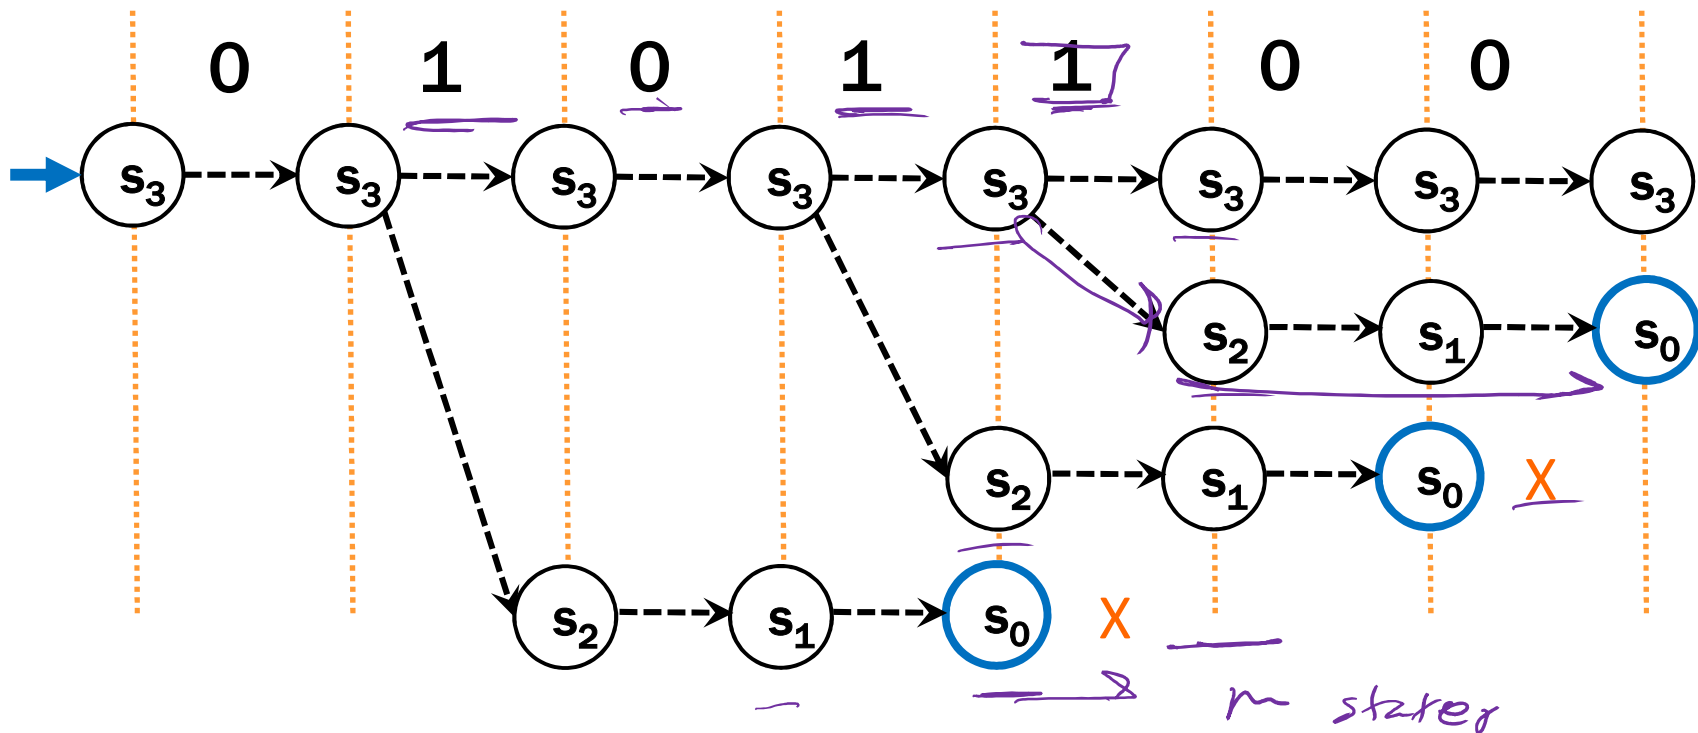 0 1 0 1 1 0 0
s₃ s₃ s₃ s₃ s₃ s₃ s₃ s₃
s₂ s₁ s₀
s₂ s₁ s₀ X
s₂ s₁ s₀ X
states